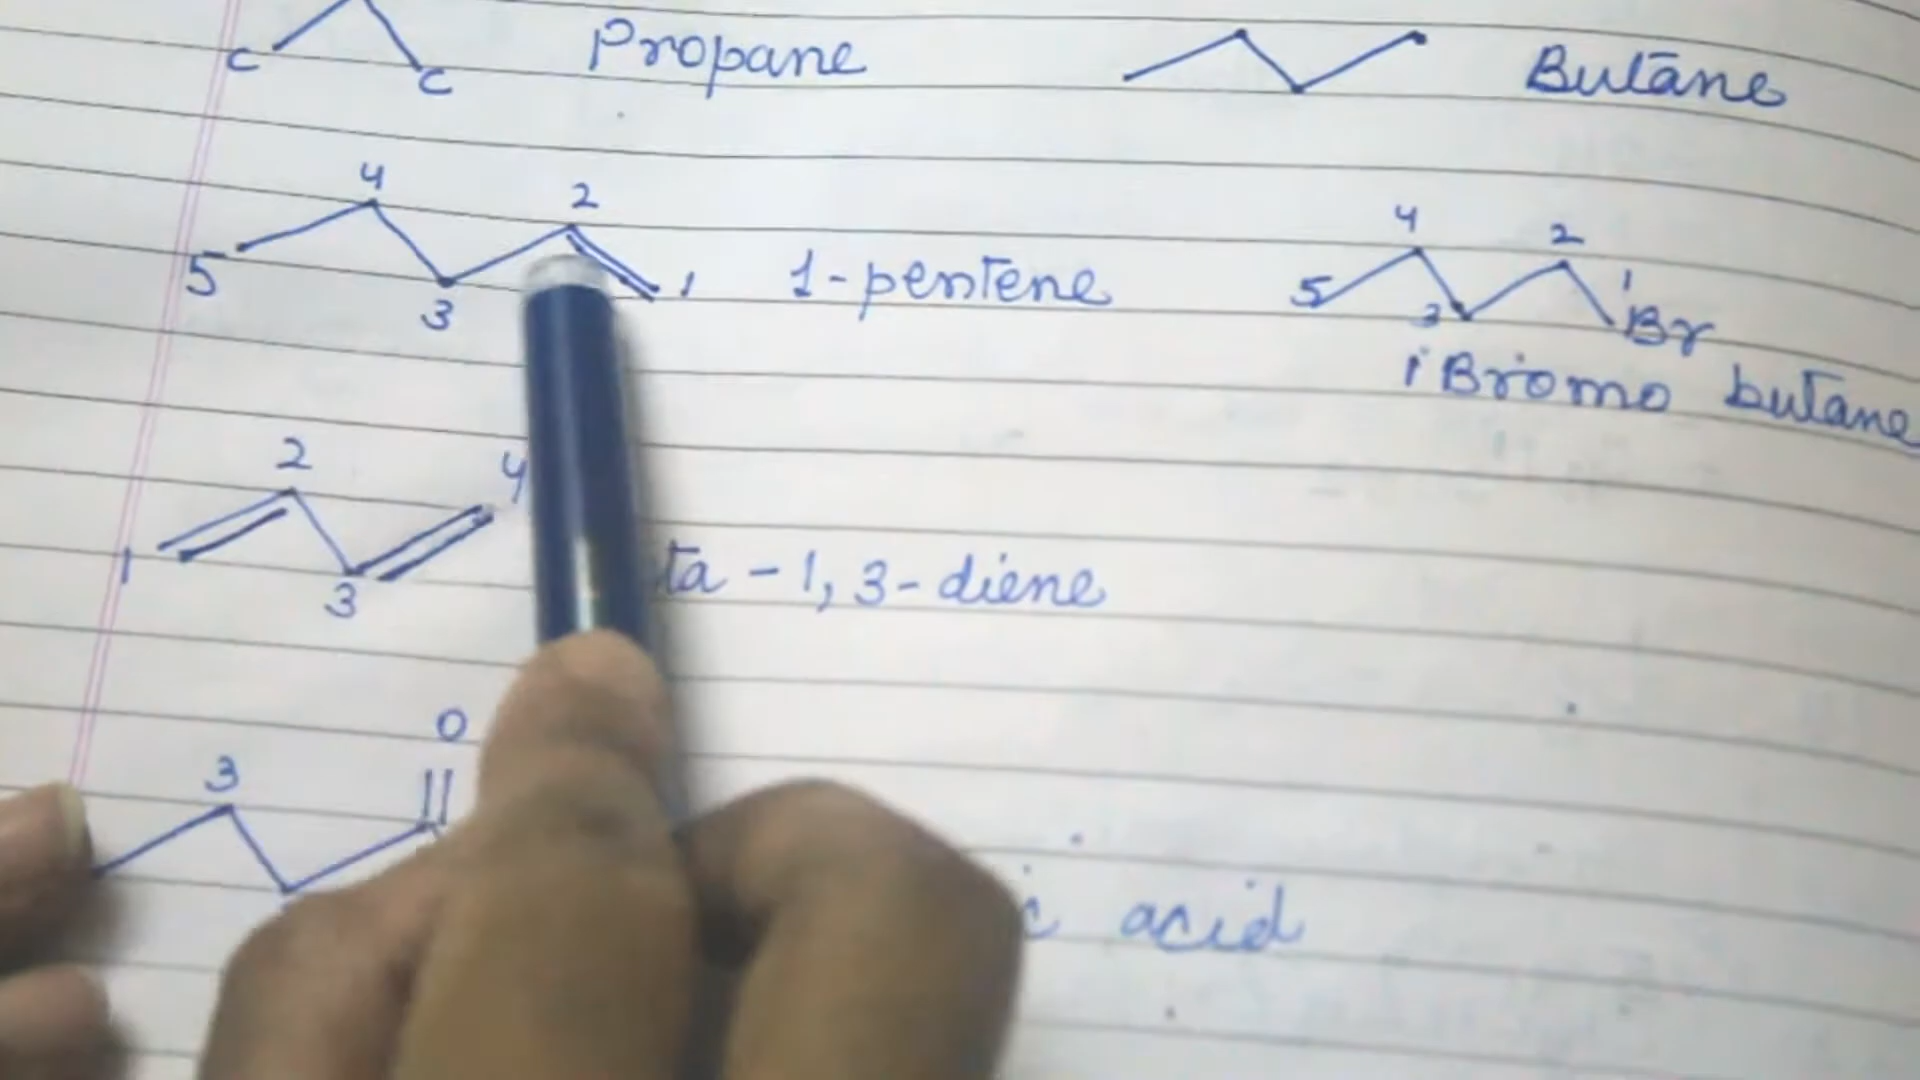 C C Propane Butane
4 2
5 3 1 1-pentene
4 2
5 3 1 Br
1 Bromo butane
2 4
1 3 ta - 1, 3 - diene
O
3
c acid